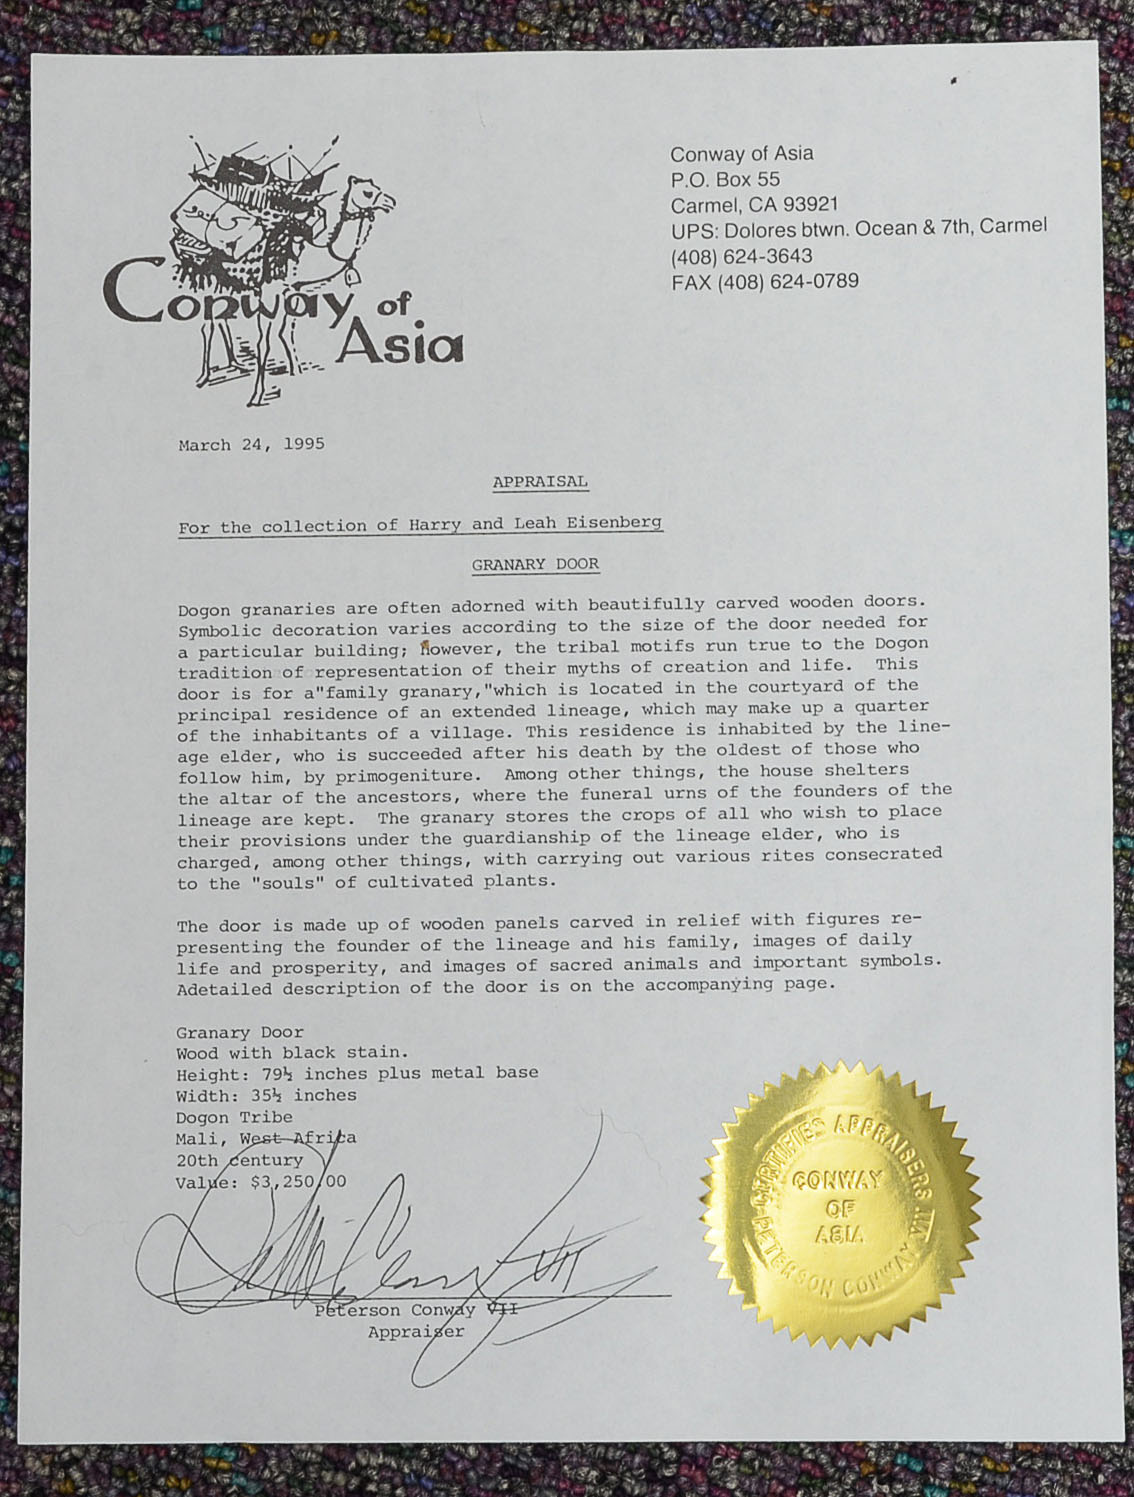 Conway of
Asia
Conway of Asia
P.O. Box 55
Carmel, CA 93921
UPS: Dolores btwn. Ocean & 7th, Carmel
(408) 624-3643
FAX (408) 624-0789
March 24, 1995
APPRAISAL
For the collection of Harry and Leah Eisenberg
GRANARY DOOR
Dogon granaries are often adorned with beautifully carved wooden doors.
Symbolic decoration varies according to the size of the door needed for
a particular building; however, the tribal motifs run true to the Dogon
tradition of representation of their myths of creation and life.  This
door is for a"family granary,"which is located in the courtyard of the
principal residence of an extended lineage, which may make up a quarter
of the inhabitants of a village. This residence is inhabited by the line-
age elder, who is succeeded after his death by the oldest of those who
follow him, by primogeniture.  Among other things, the house shelters
the altar of the ancestors, where the funeral urns of the founders of the
lineage are kept.  The granary stores the crops of all who wish to place
their provisions under the guardianship of the lineage elder, who is
charged, among other things, with carrying out various rites consecrated
to the "souls" of cultivated plants.
The door is made up of wooden panels carved in relief with figures re-
presenting the founder of the lineage and his family, images of daily
life and prosperity, and images of sacred animals and important symbols.
Adetailed description of the door is on the accompanying page.
Granary Door
Wood with black stain.
Height: 79½ inches plus metal base
Width: 35½ inches
Dogon Tribe
Mali, West Africa
20th century
Value: $3,250.00
Peterson Conway VII
Appraiser
CERTIFIED APPRAISERS
CONWAY
OF
ASIA
PETERSON CONWAY VII